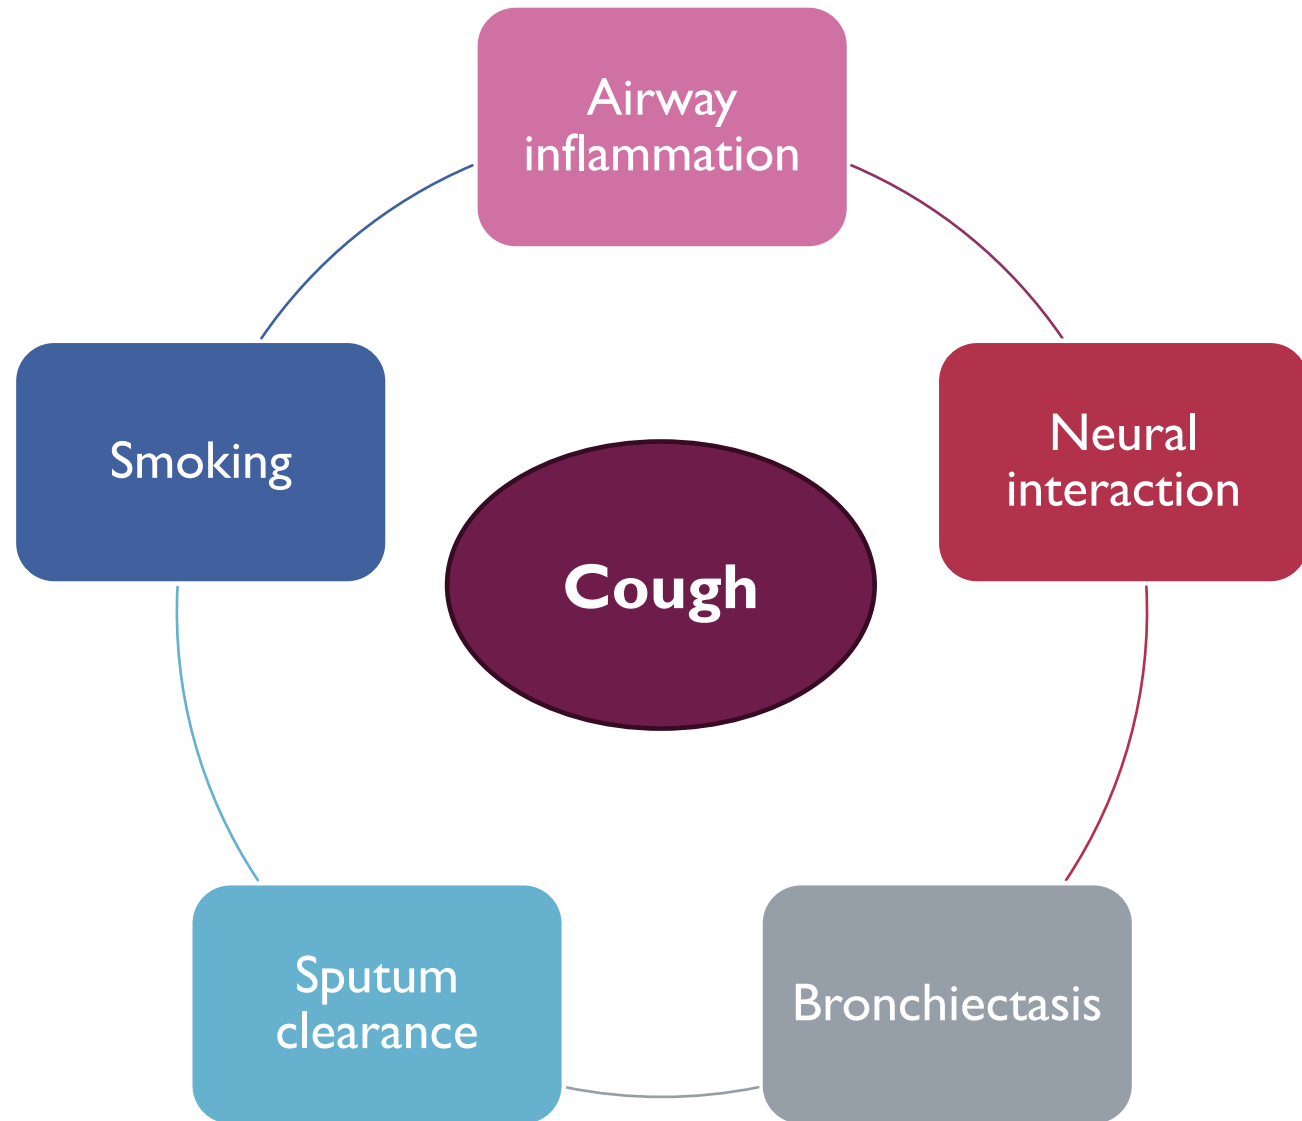 Airway
inflammation
Neural
interaction
Smoking
Cough
Sputum
clearance
Bronchiectasis